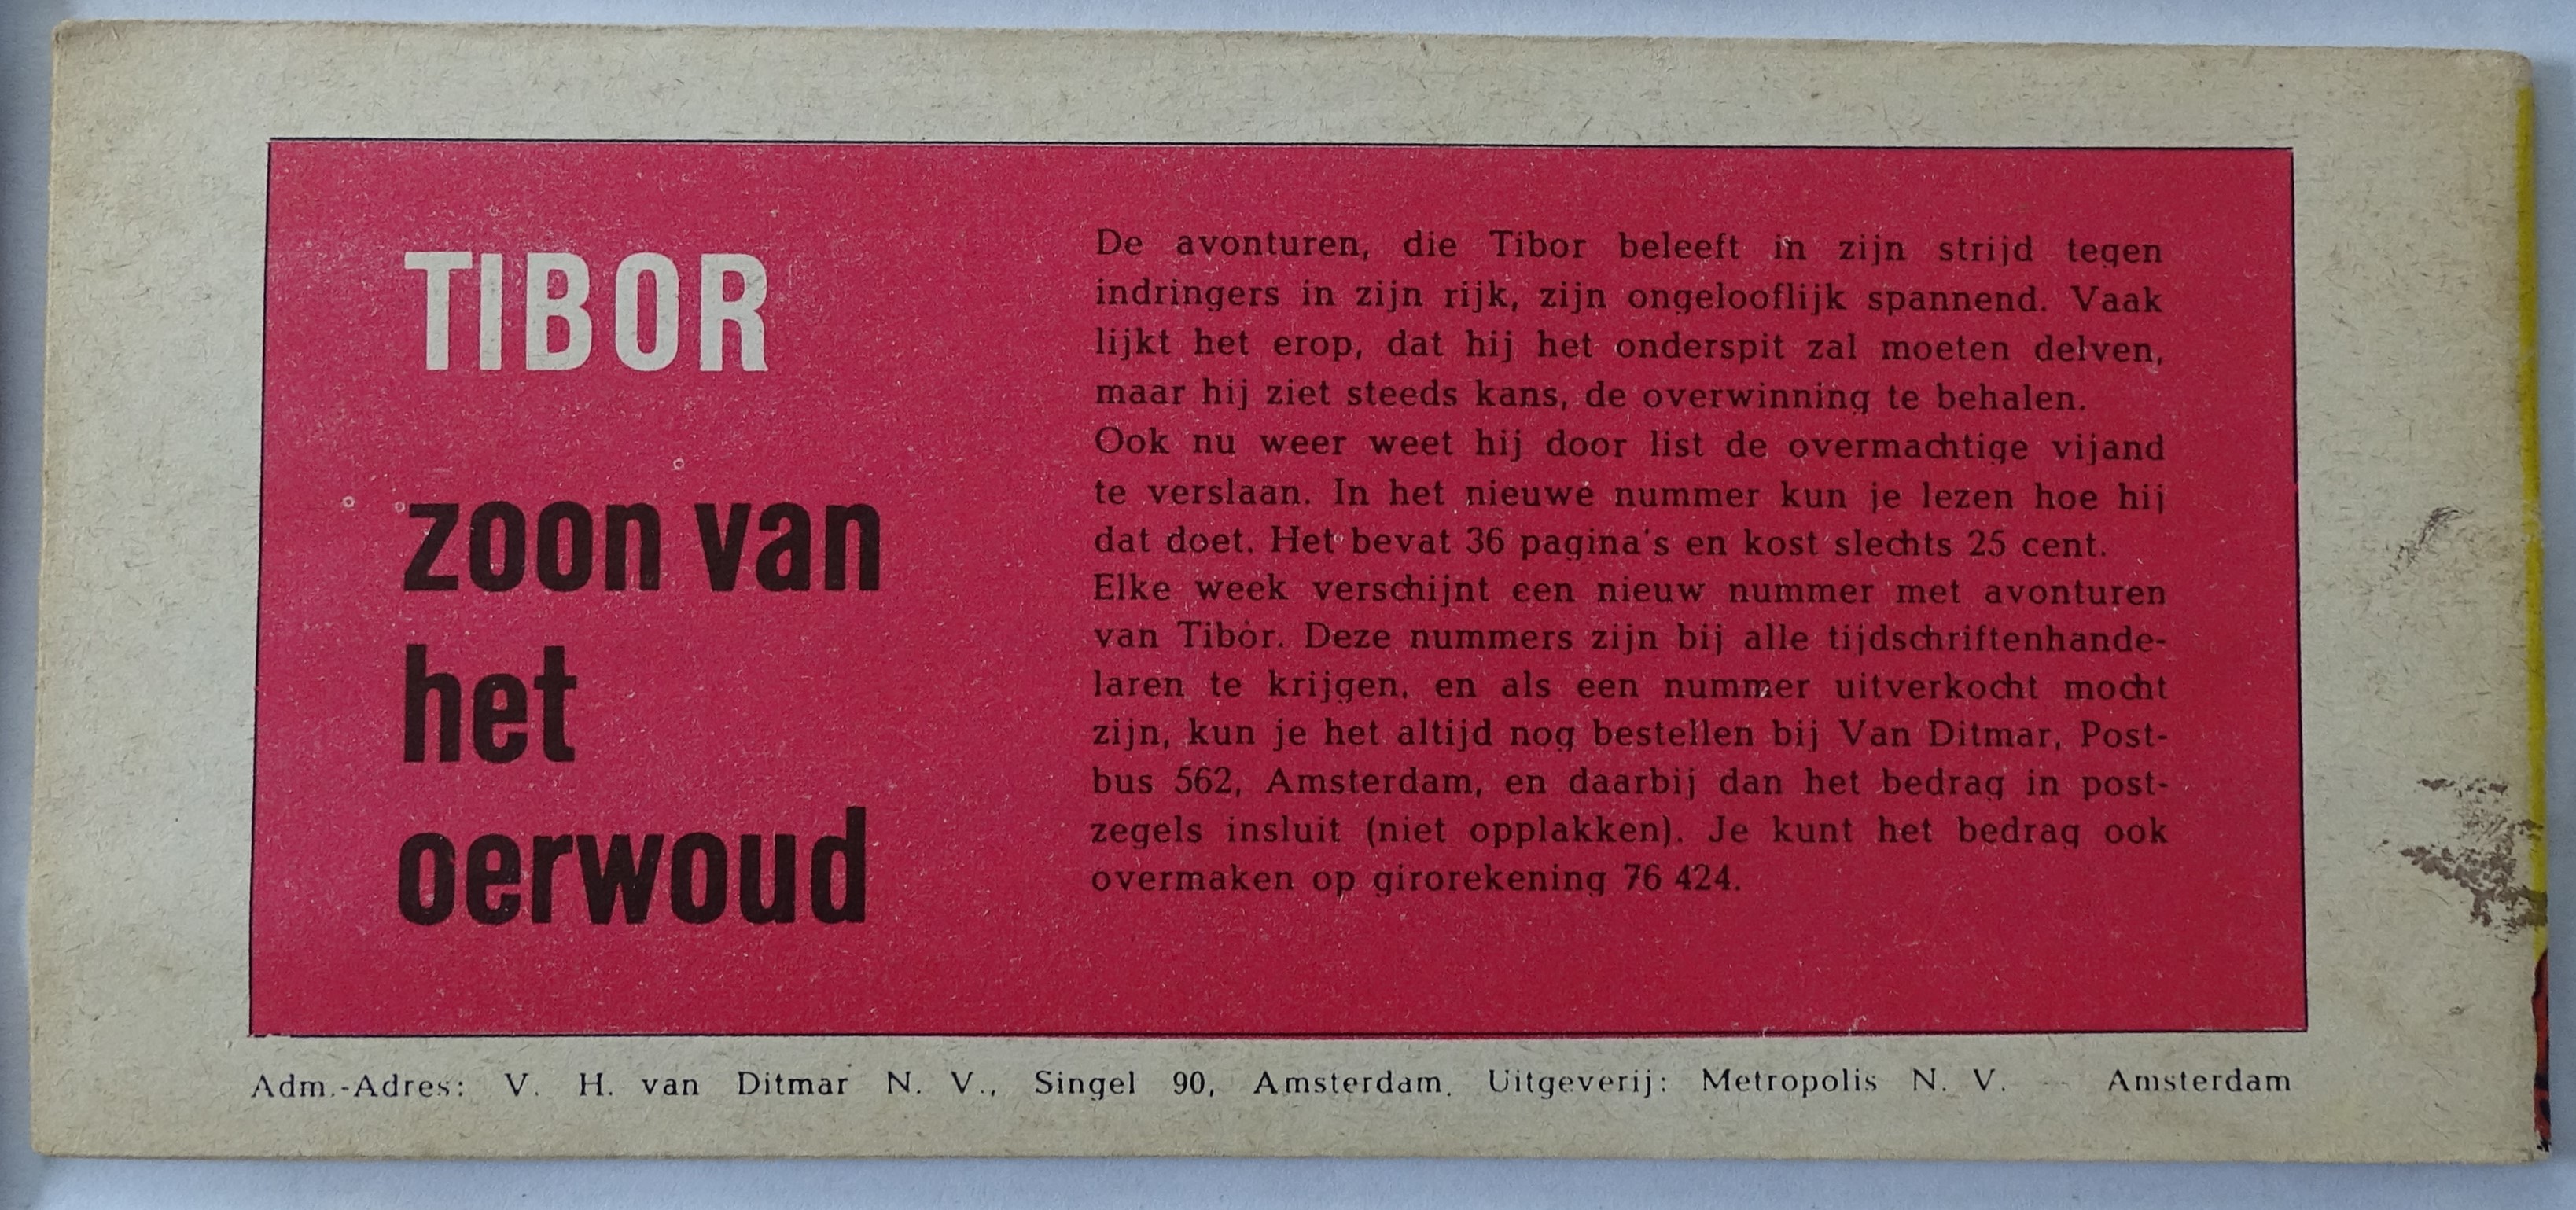 TIBOR
zoon van
het
oerwoud
De avonturen, die Tibor beleeft in zijn strijd tegen
indringers in zijn rijk, zijn ongelooflijk spannend. Vaak
lijkt het erop, dat hij het onderspit zal moeten delven,
maar hij ziet steeds kans, de overwinning te behalen.
Ook nu weer weet hij door list de overmachtige vijand
te verslaan. In het nieuwe nummer kun je lezen hoe hij
dat doet. Het bevat 36 pagina's en kost slechts 25 cent.
Elke week verschijnt een nieuw nummer met avonturen
van Tibor. Deze nummers zijn bij alle tijdschriftenhande-
laren te krijgen, en als een nummer uitverkocht mocht
zijn, kun je het altijd nog bestellen bij Van Ditmar, Post-
bus 562, Amsterdam, en daarbij dan het bedrag in post-
zegels insluit (niet opplakken). Je kunt het bedrag ook
overmaken op girorekening 76 424.
Adm.-Adres: V. H. van Ditmar N. V., Singel 90, Amsterdam. Uitgeverij: Metropolis N. V. — Amsterdam